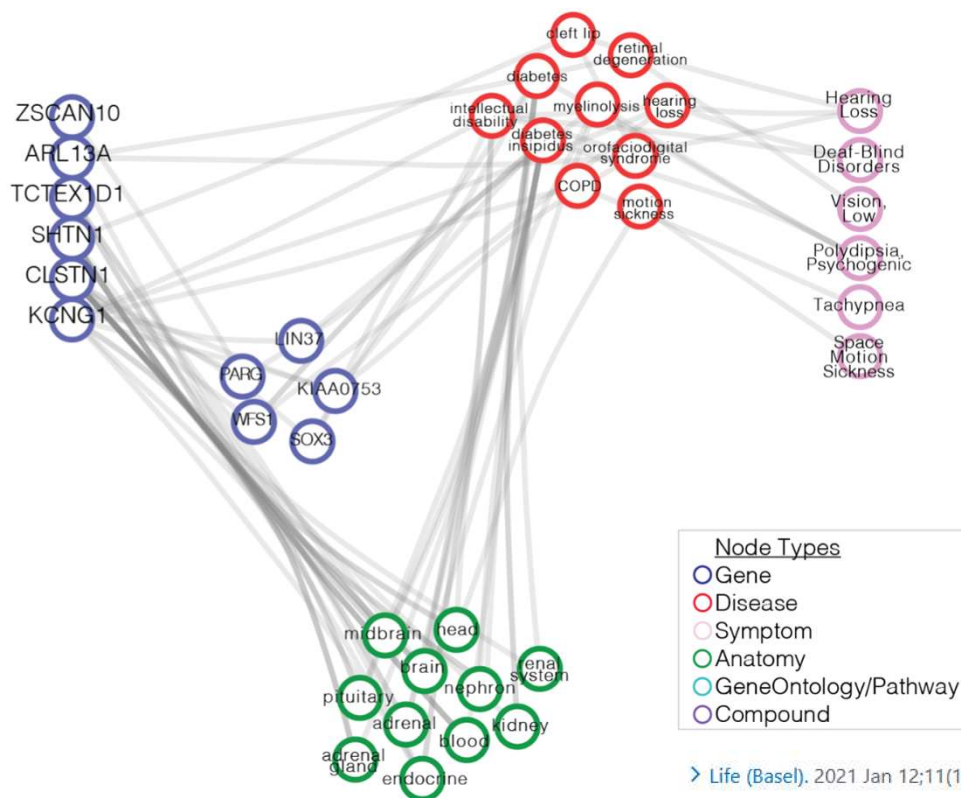 cleft lip
retinal
degeneration
diabetes
intellectual
disability
myelinolysis
hearing
loss
diabetes
insipidus
orofaciodigital
syndrome
COPD
motion
sickness
ZSCAN10
ARL13A
TCTEX1D1
SHTN1
CLSTN1
KCNG1
Hearing
Loss
Deaf-Blind
Disorders
Vision,
Low
Polydipsia,
Psychogenic
Tachypnea
Space
Motion
Sickness
LIN37
PARG
KIAA0753
WFS1
SOX3
midbrain
head
brain
renal
system
pituitary
nephron
adrenal
kidney
blood
adrenal
gland
endocrine
Node Types
Gene
Disease
Symptom
Anatomy
GeneOntology/Pathway
Compound
> Life (Basel). 2021 Jan 12;11(1